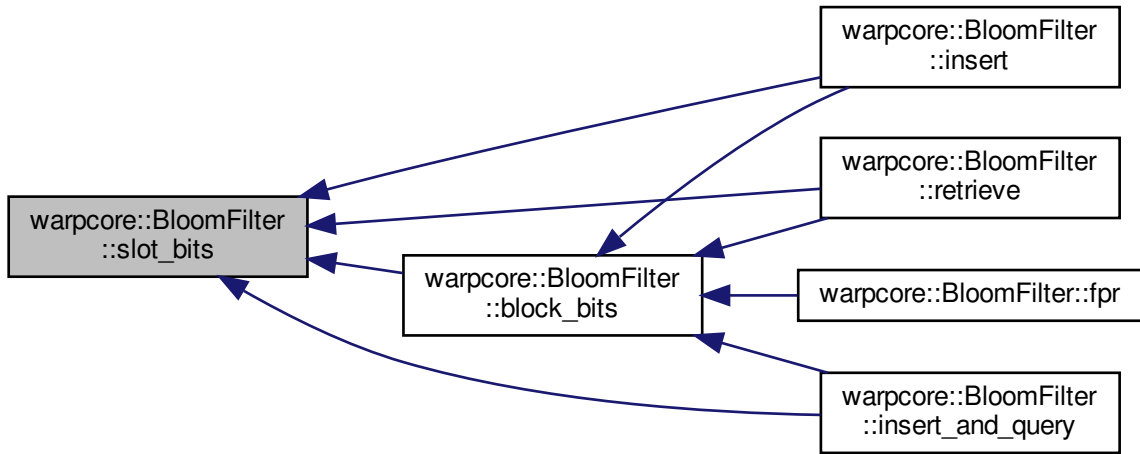 warpcore::BloomFilter
::insert
warpcore::BloomFilter
::retrieve
warpcore::BloomFilter
::slot_bits
warpcore::BloomFilter
::block_bits
warpcore::BloomFilter::fpr
warpcore::BloomFilter
::insert_and_query